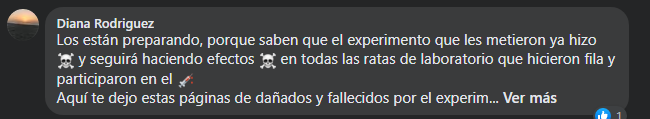 Diana Rodriguez
Los están preparando, porque saben que el experimento que les metieron ya hizo
☠️ y seguirá haciendo efectos ☠️ en todas las ratas de laboratorio que hicieron fila y
participaron en el 💉
Aquí te dejo estas páginas de dañados y fallecidos por el experim... Ver más
1